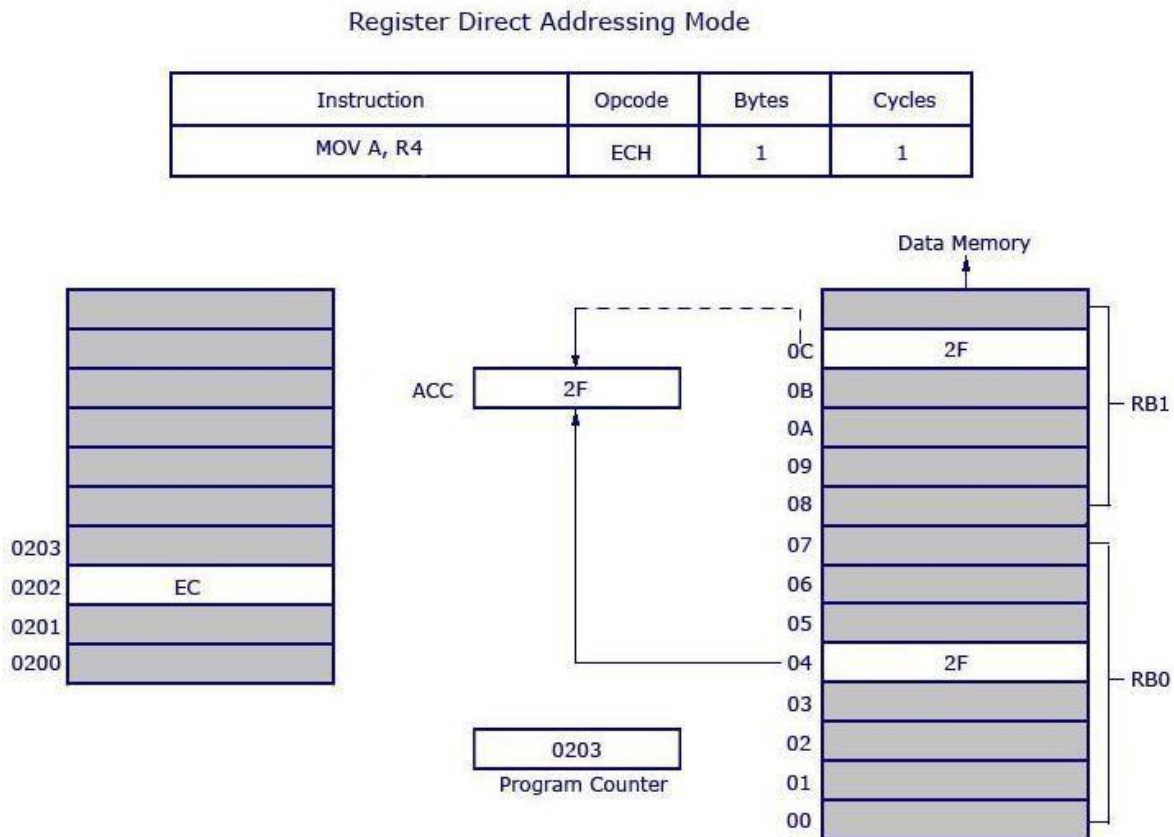 Register Direct Addressing Mode
Instruction Opcode Bytes Cycles
MOV A, R4 ECH 1 1
Data Memory
0C 2F
ACC 2F
0B
RB1
0A
09
08
0203
07
0202 EC
06
0201
05
0200
04 2F
RB0
03
0203
02
Program Counter
01
00